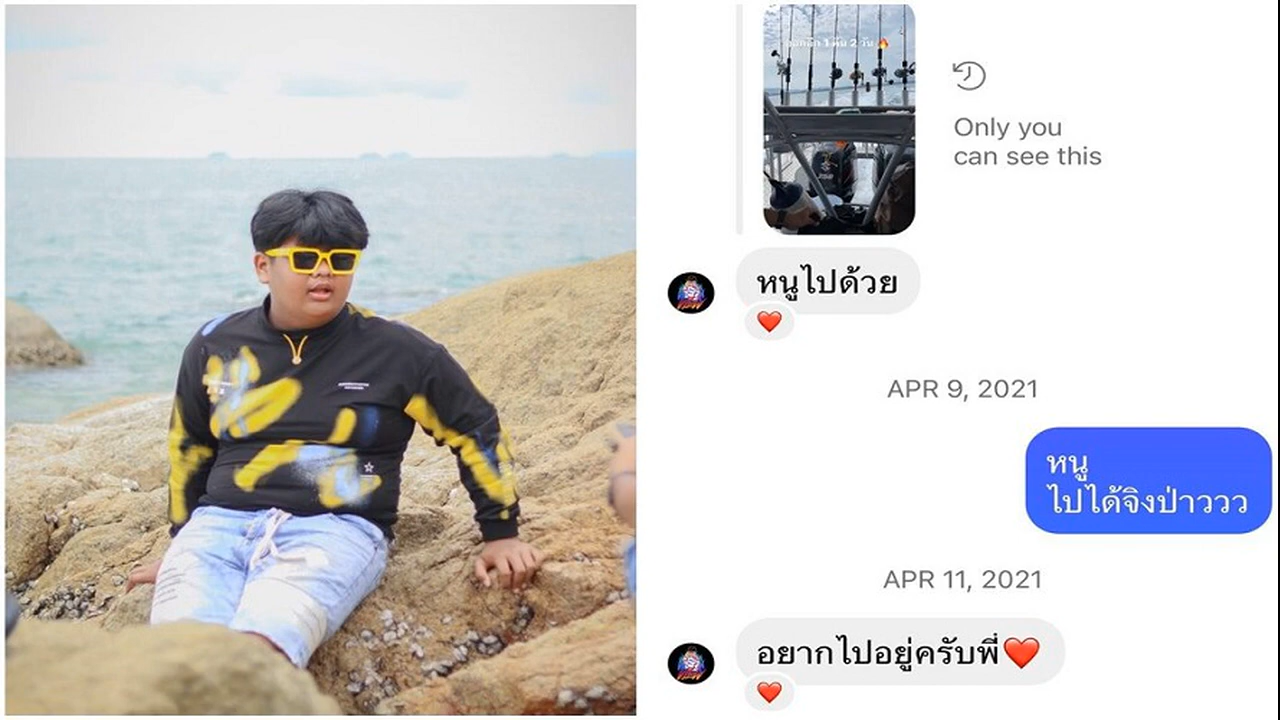 Only you
can see this
หนูไปด้วย
APR 9, 2021
หนู
ไปได้จิงป่าววว
APR 11, 2021
อยากไปอยู่ครับพี่❤️